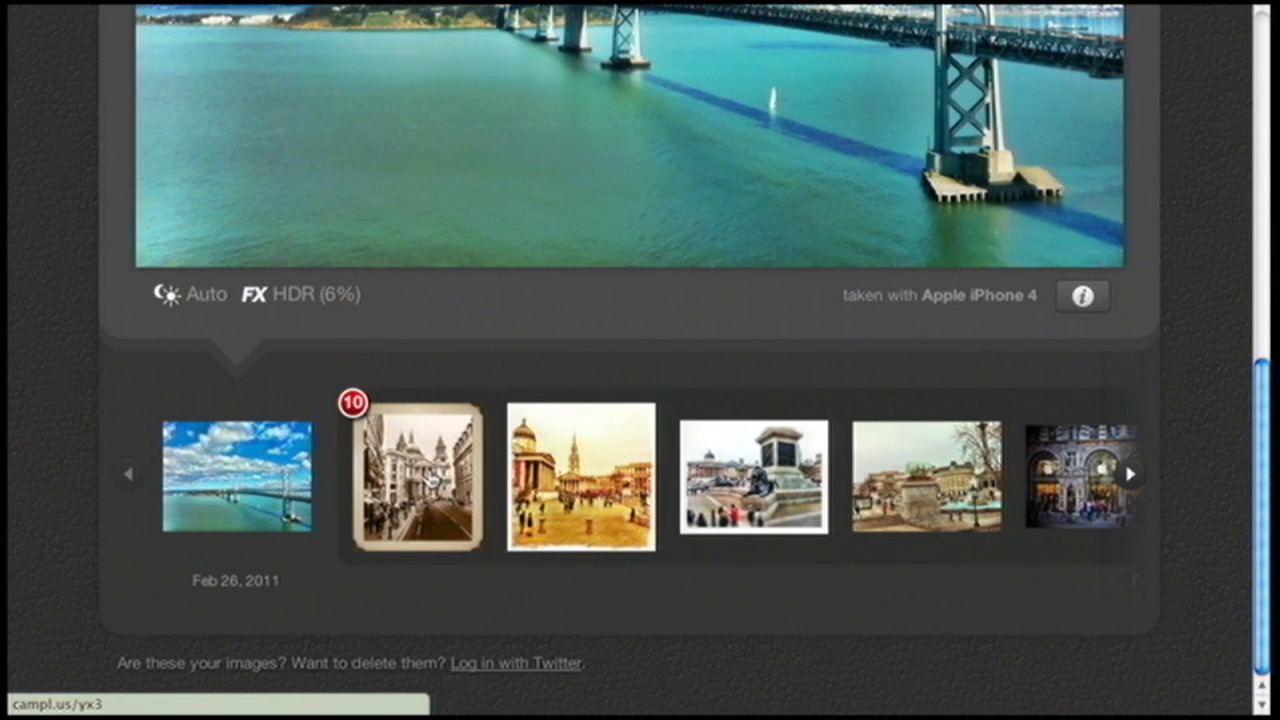 Auto FX HDR (6%)
taken with Apple iPhone 4
10
Feb 26, 2011
Are these your images? Want to delete them? Log in with Twitter.
campl.us/yx3